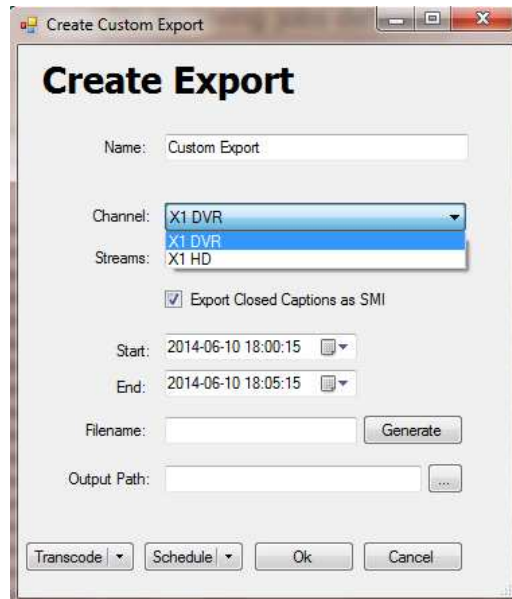 Create Custom Export
Create Export
Name: Custom Export
Channel: X1 DVR
X1 DVR
Streams: X1 HD
Export Closed Captions as SMI
Start: 2014-06-10 18:00:15
End: 2014-06-10 18:05:15
Filename: Generate
Output Path: ...
Transcode Schedule Ok Cancel